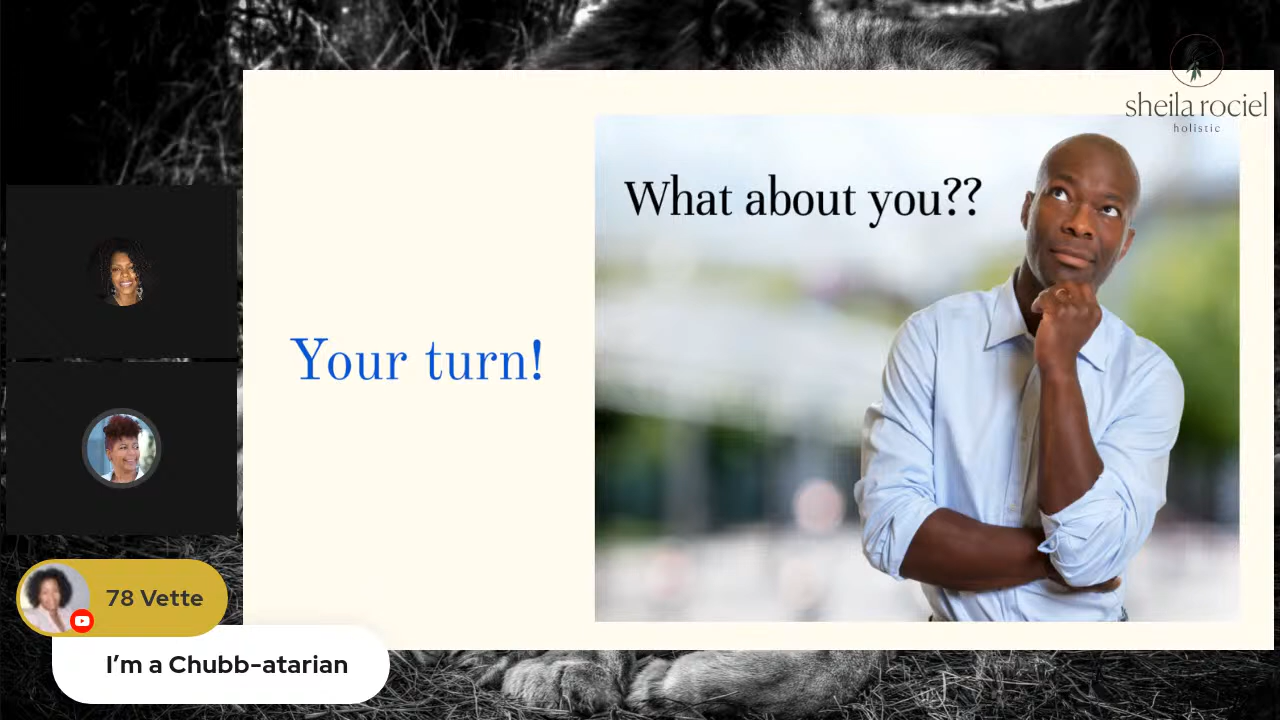 sheila rociel
holistic
What about you??
Your turn!
78 Vette
I'm a Chubb-atarian